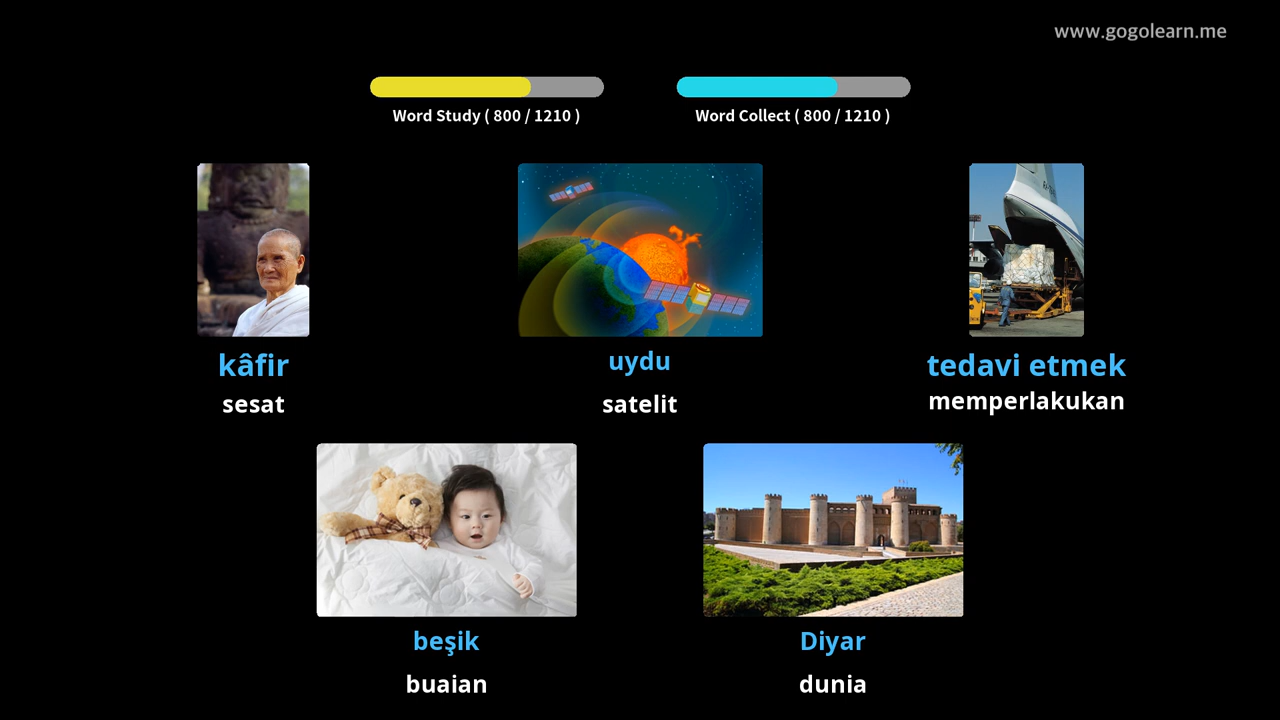 www.gogolearn.me
Word Study ( 800 / 1210 )
Word Collect ( 800 / 1210 )
kâfir
sesat
uydu
satelit
tedavi etmek
memperlakukan
beşik
buaian
Diyar
dunia